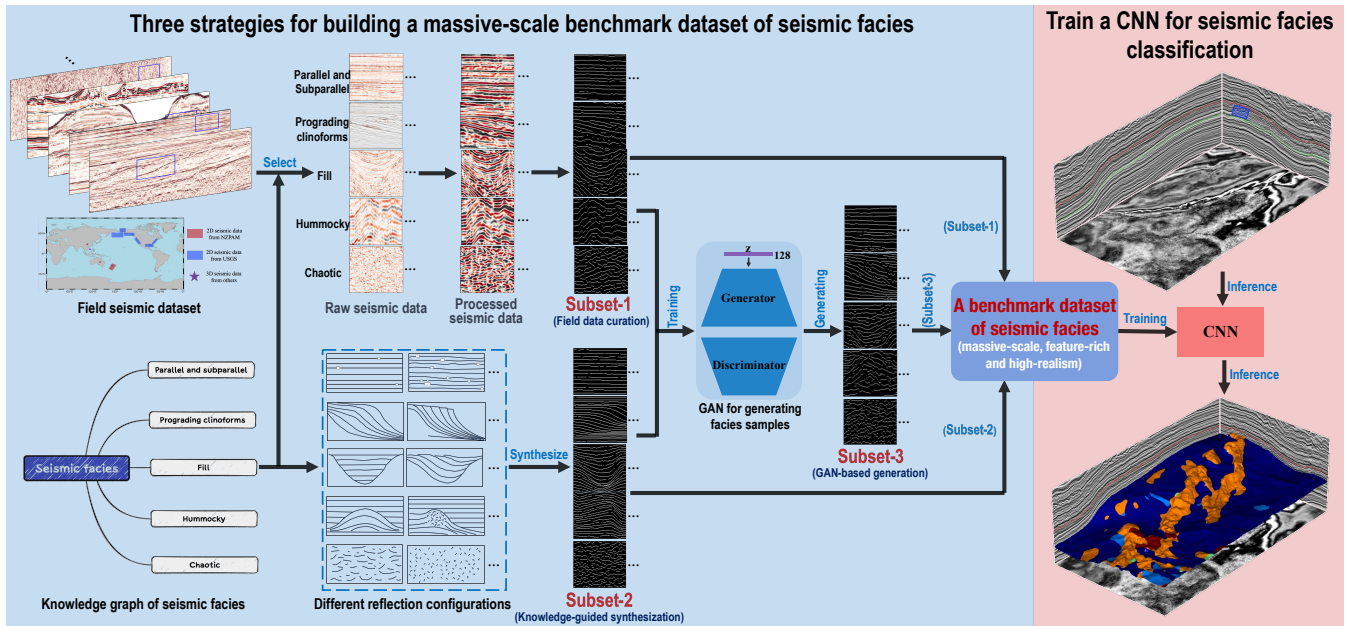 Three strategies for building a massive-scale benchmark dataset of seismic facies
Train a CNN for seismic facies
classification
Parallel and
Subparallel
Prograding
clinoforms
Fill
Hummocky
Chaotic
Select
2D seismic data
from NZPAM
2D seismic data
from USGS
3D seismic data
from others
Field seismic dataset
Raw seismic data
Processed
seismic data
Subset-1
(Field data curation)
Training
z
128
Generator
Discriminator
GAN for generating
facies samples
Generating
Subset-3
(GAN-based generation)
(Subset-1)
(Subset-3)
(Subset-2)
A benchmark dataset
of seismic facies
(massive-scale, feature-rich
and high-realism)
Training
Inference
CNN
Inference
Seismic facies
Parallel and subparallel
Prograding clinoforms
Fill
Hummocky
Chaotic
Knowledge graph of seismic facies
Different reflection configurations
Synthesize
Subset-2
(Knowledge-guided synthesization)